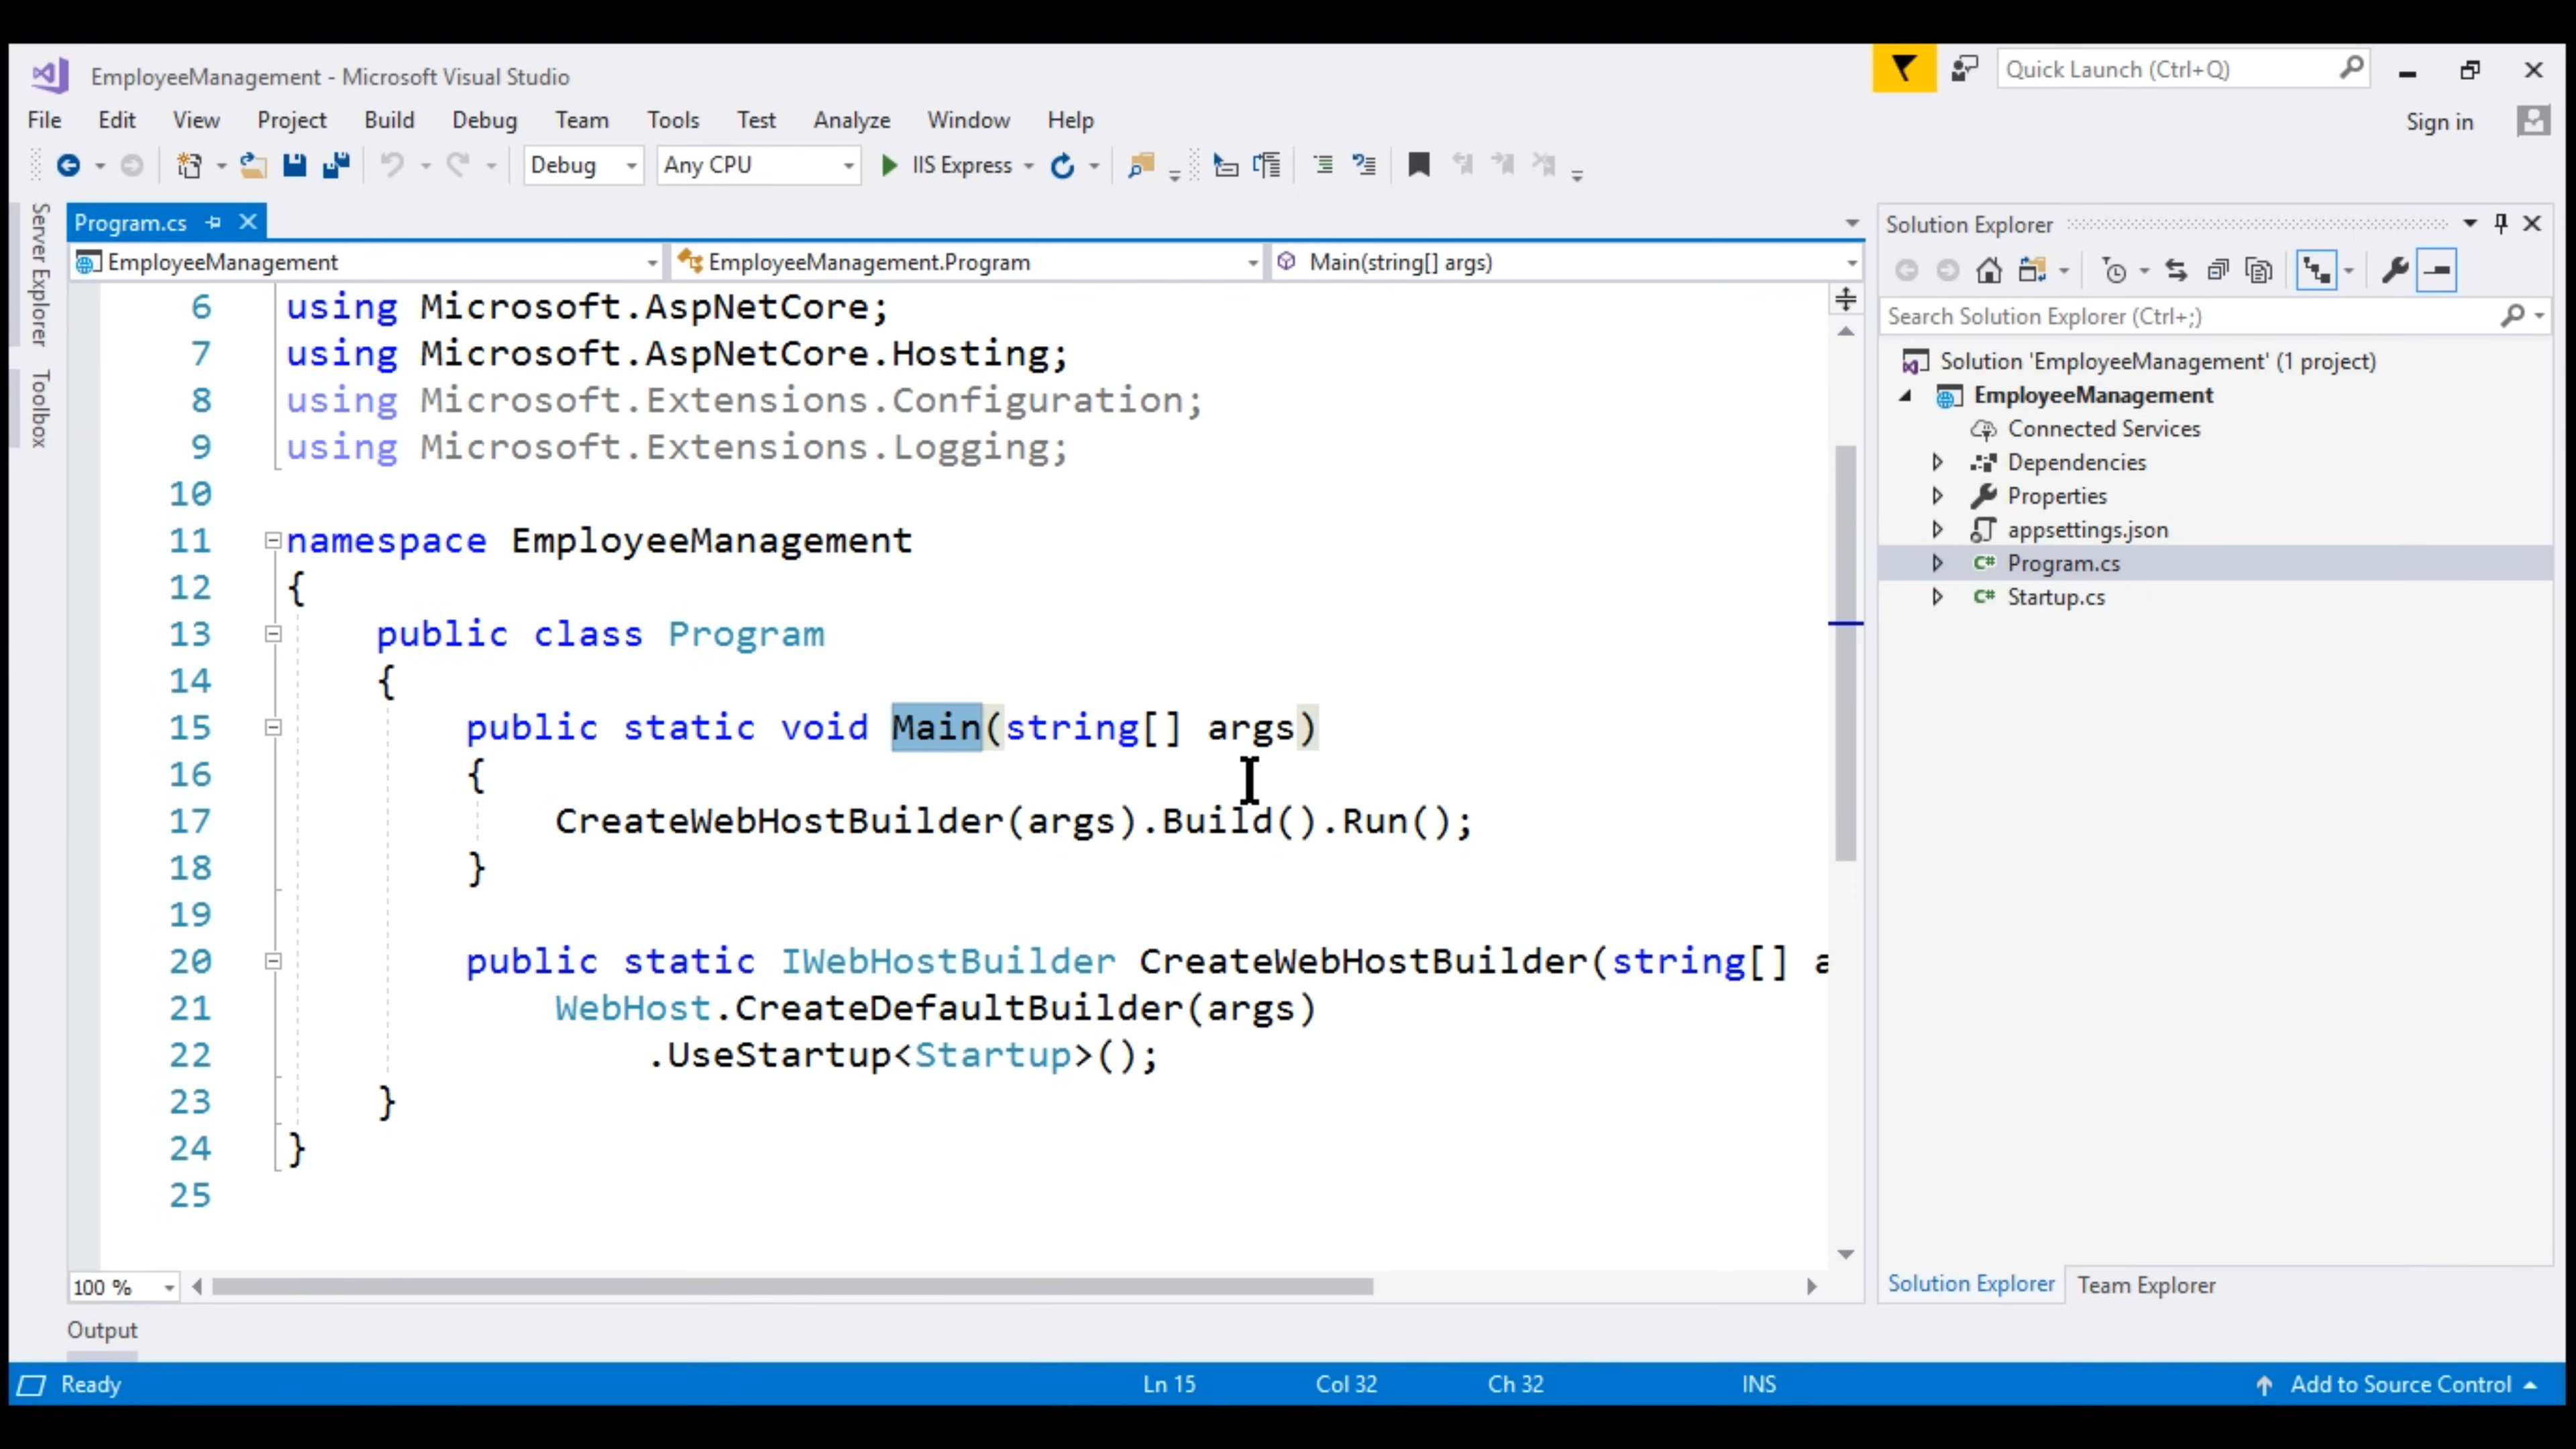 EmployeeManagement - Microsoft Visual Studio
Quick Launch (Ctrl+Q)
File Edit View Project Build Debug Team Tools Test Analyze Window Help
Sign in
Debug Any CPU IIS Express
Server Explorer
Toolbox
Program.cs
EmployeeManagement EmployeeManagement.Program Main(string[] args)
6 using Microsoft.AspNetCore;
7 using Microsoft.AspNetCore.Hosting;
8 using Microsoft.Extensions.Configuration;
9 using Microsoft.Extensions.Logging;
10
11 namespace EmployeeManagement
12 {
13 public class Program
14 {
15 public static void Main(string[] args)
16 {
17 CreateWebHostBuilder(args).Build().Run();
18 }
19
20 public static IWebHostBuilder CreateWebHostBuilder(string[] a
21 WebHost.CreateDefaultBuilder(args)
22 .UseStartup<Startup>();
23 }
24 }
25
100 %
Solution Explorer
Search Solution Explorer (Ctrl+;)
Solution 'EmployeeManagement' (1 project)
EmployeeManagement
Connected Services
Dependencies
Properties
appsettings.json
C# Program.cs
C# Startup.cs
Solution Explorer Team Explorer
Output
Ready Ln 15 Col 32 Ch 32 INS Add to Source Control